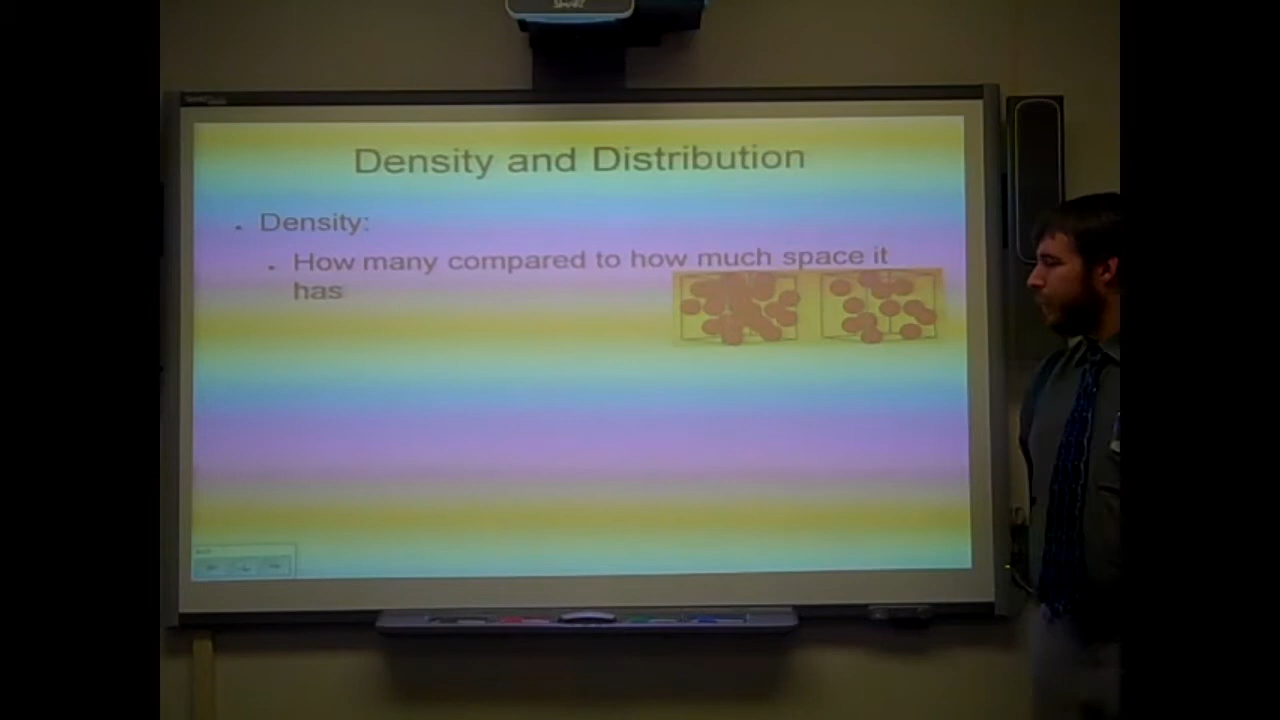 Density and Distribution
• Density:
• How many compared to how much space it
has